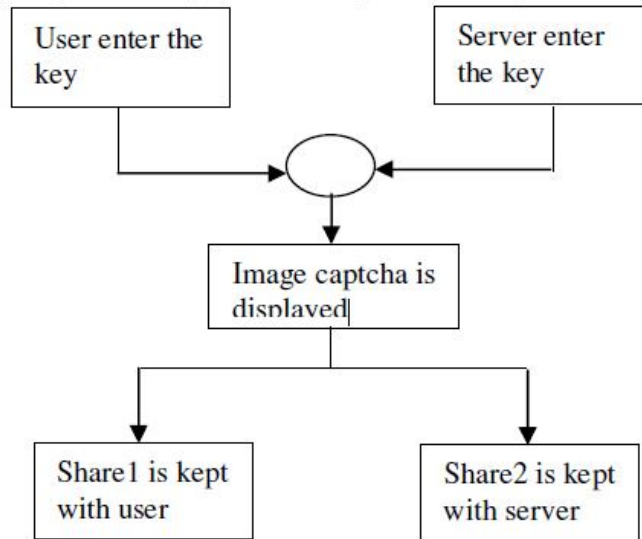 User enter the
key
Server enter
the key
Image captcha is
displayed
Share1 is kept
with user
Share2 is kept
with server